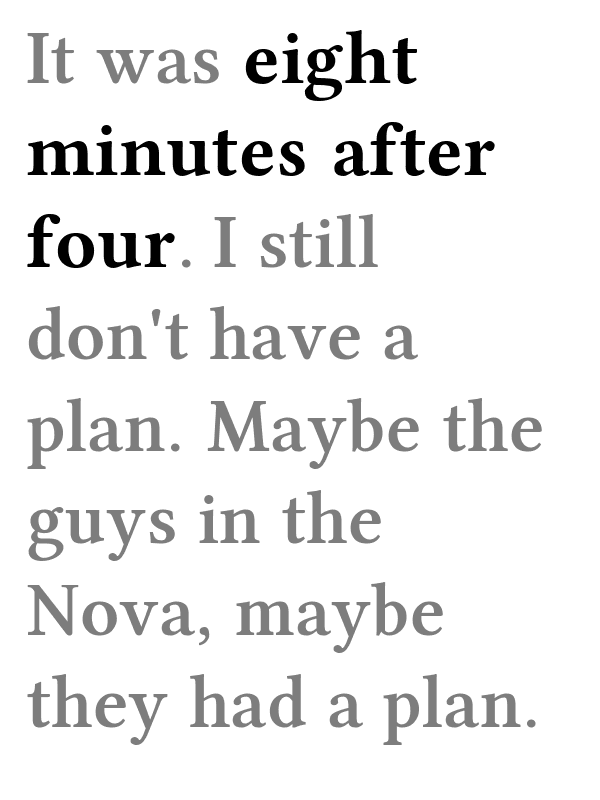 It was eight
minutes after
four. I still
don't have a
plan. Maybe the
guys in the
Nova, maybe
they had a plan.